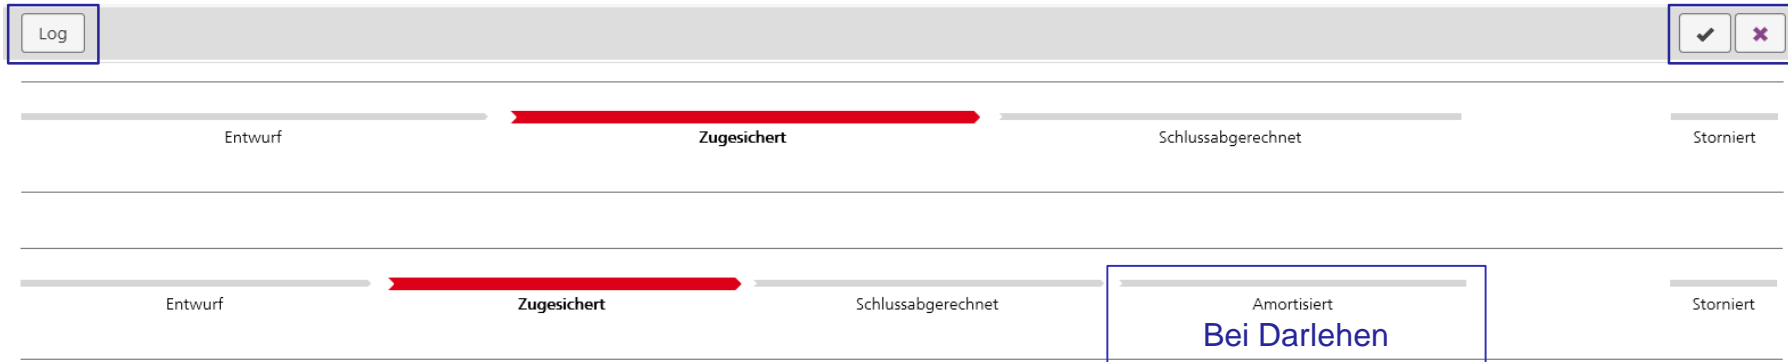 Log
Entwurf Zugesichert Schlussabgerechnet Storniert
Entwurf Zugesichert Schlussabgerechnet Amortisiert Storniert
Bei Darlehen